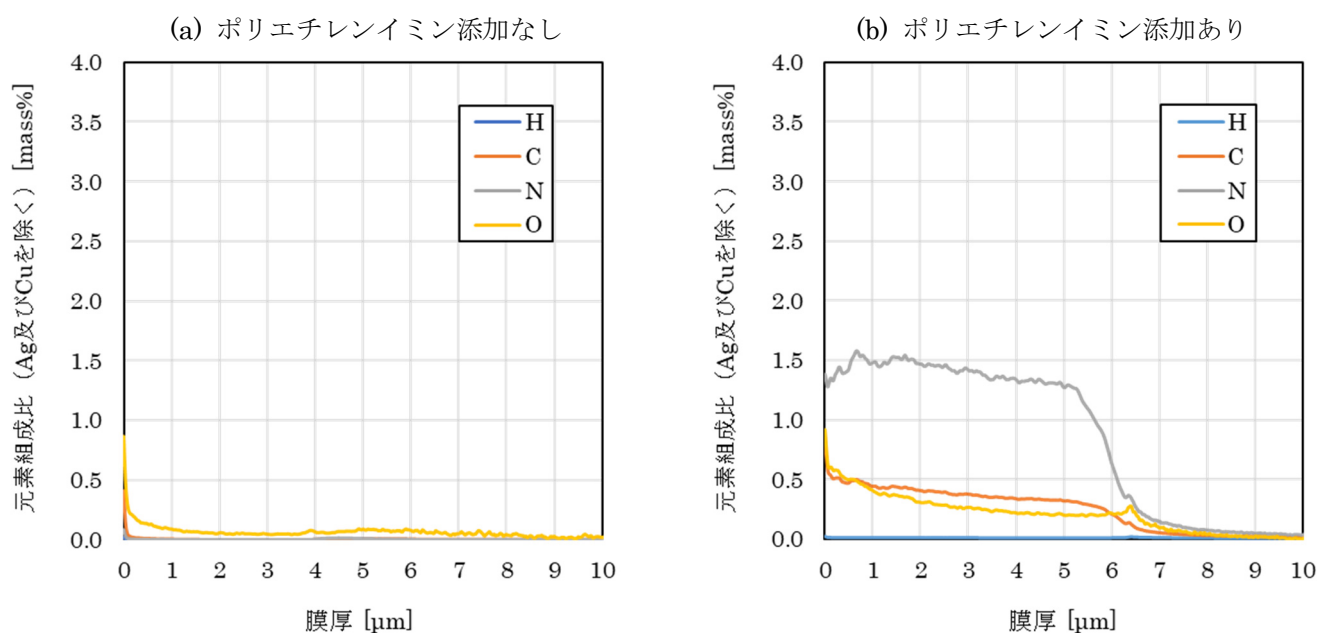 (a) ポリエチレンイミン添加なし
元素組成比（Ag及びCuを除く）[mass%]
4.0
3.5
3.0
2.5
2.0
1.5
1.0
0.5
0.0
H
C
N
O
0 1 2 3 4 5 6 7 8 9 10
膜厚 [μm]
(b) ポリエチレンイミン添加あり
元素組成比（Ag及びCuを除く）[mass%]
4.0
3.5
3.0
2.5
2.0
1.5
1.0
0.5
0.0
H
C
N
O
0 1 2 3 4 5 6 7 8 9 10
膜厚 [μm]